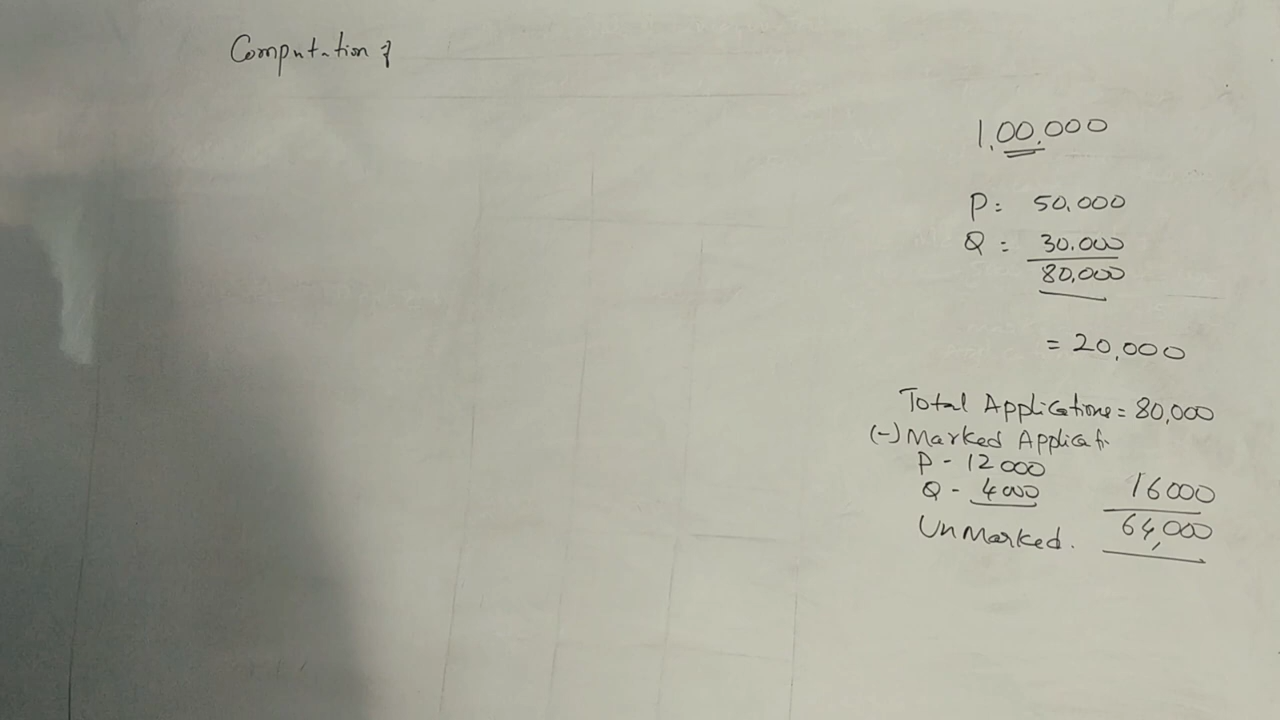 Computation of
1,00,000
P = 50,000
Q = 30,000
80,000
= 20,000
Total Applications = 80,000
(-) Marked Applicati
P - 12000
Q - 4000 16000
Unmarked. 64,000